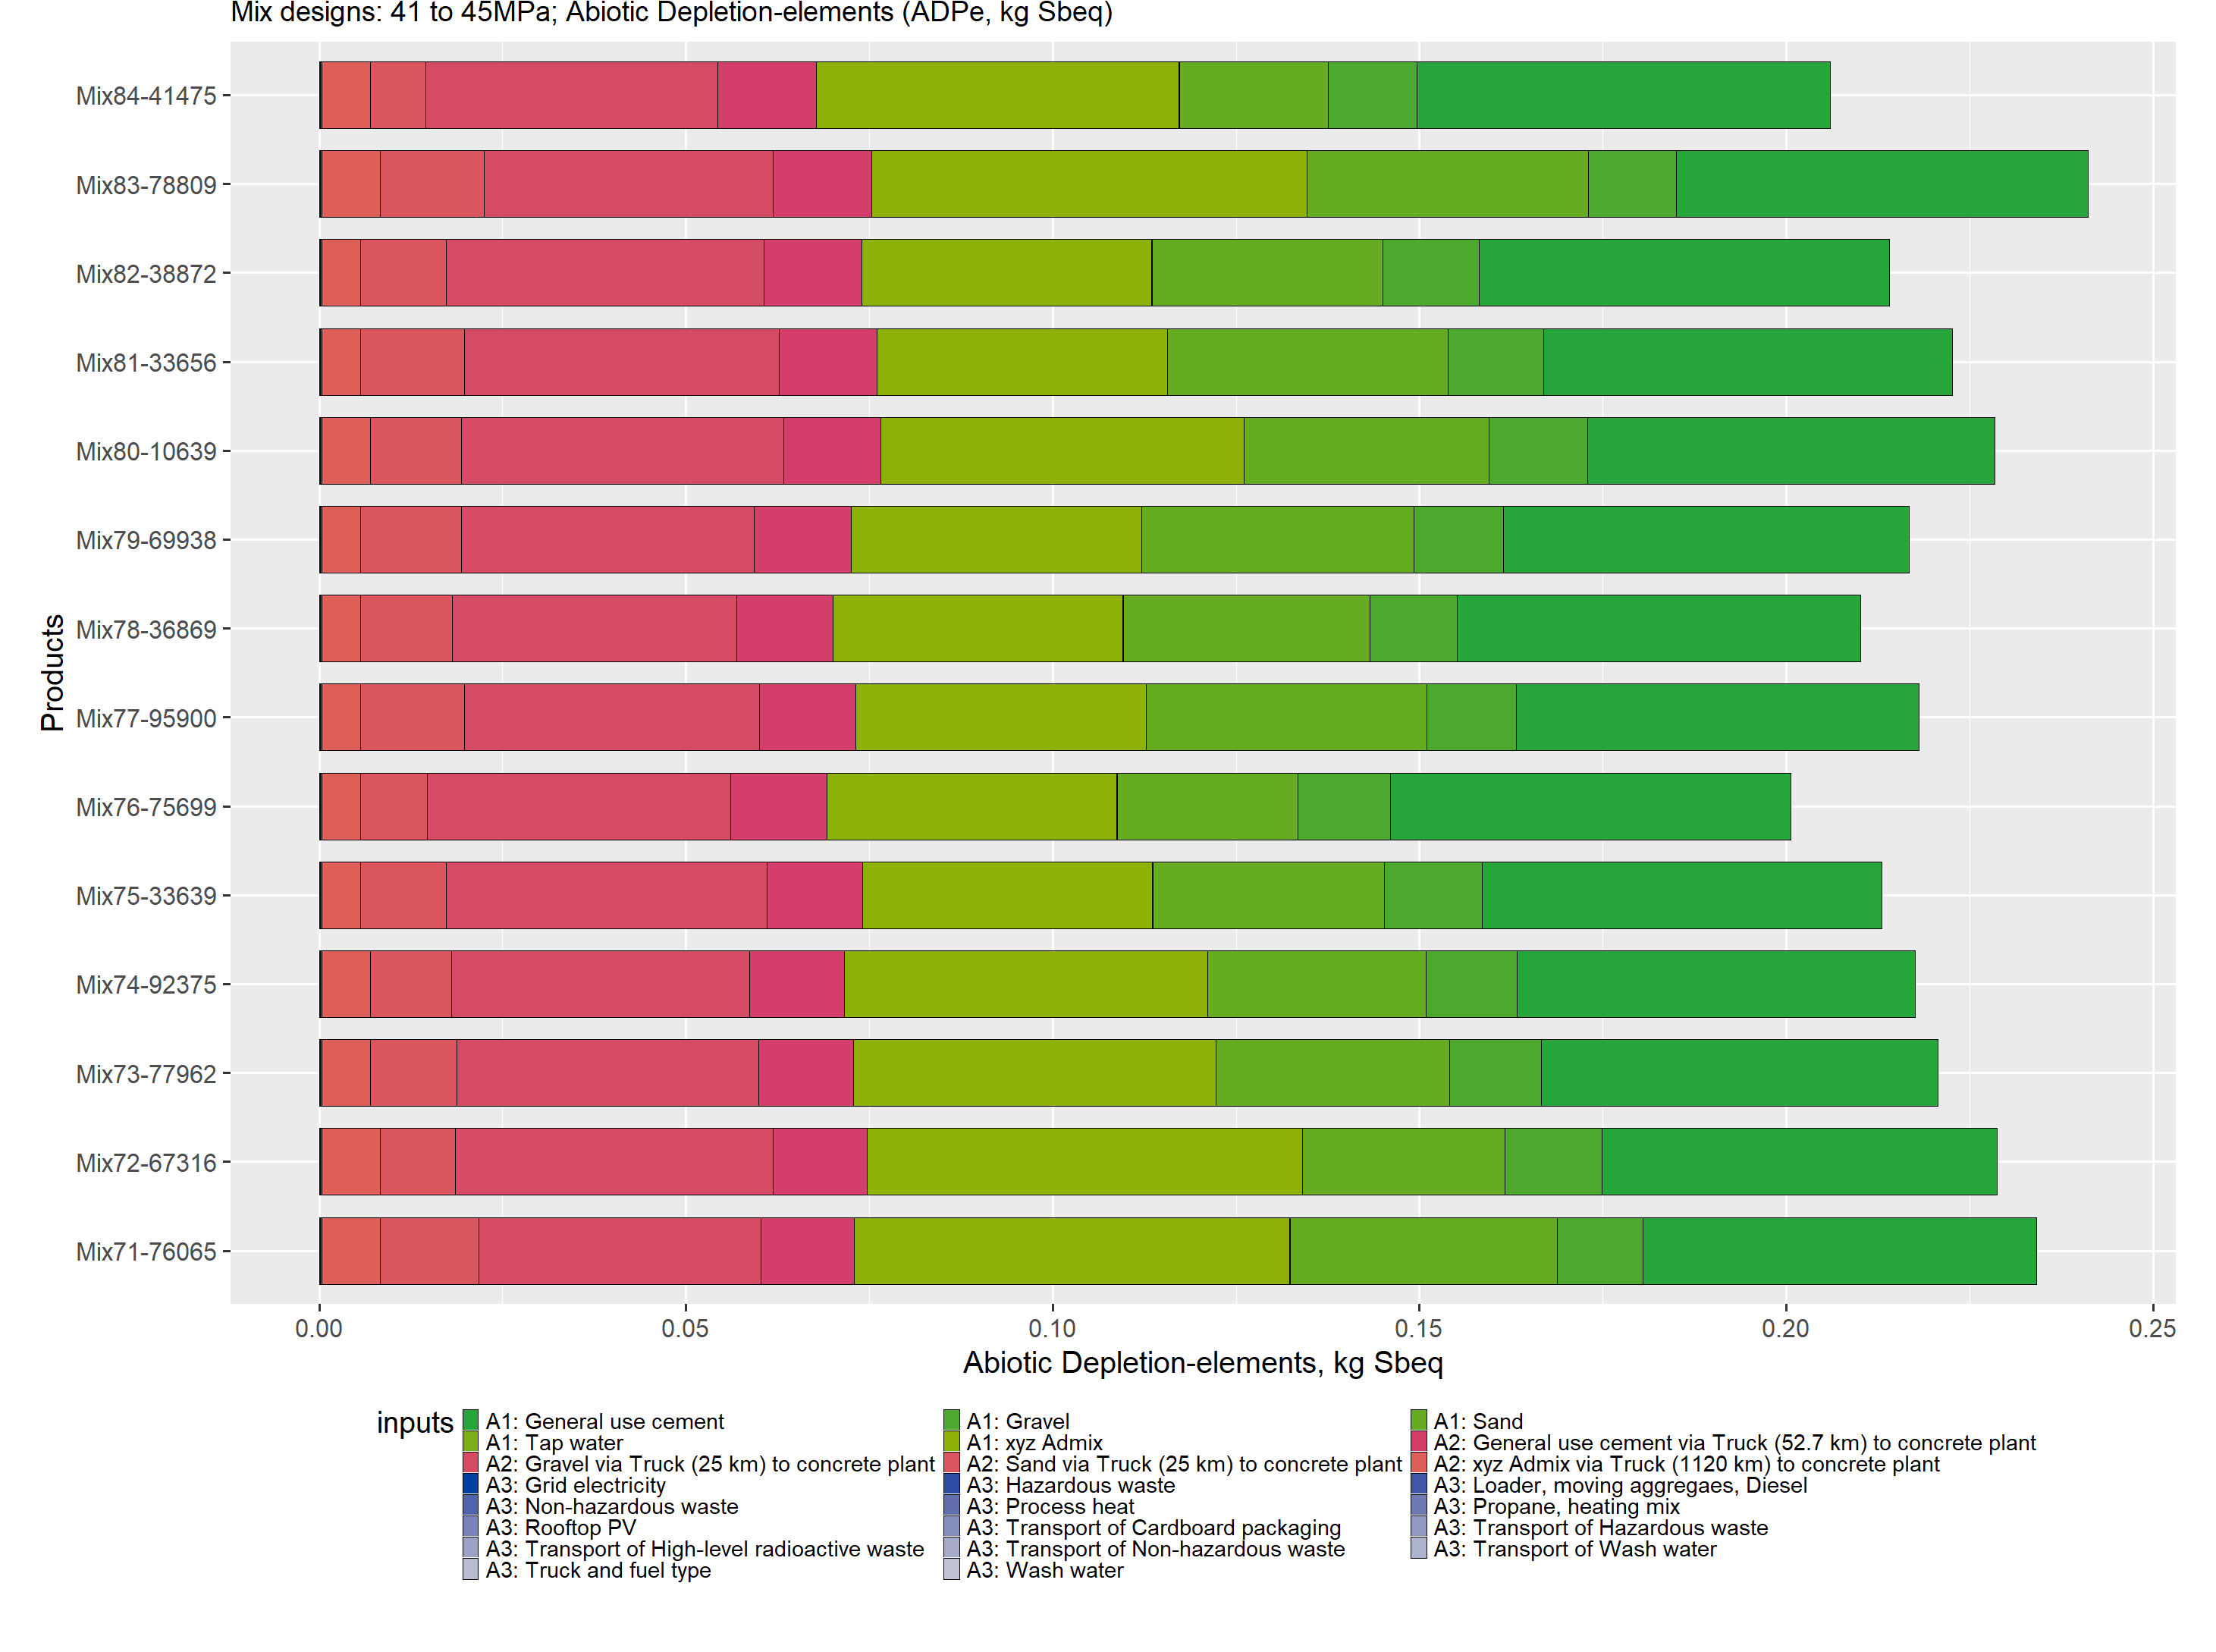 Mix designs: 41 to 45MPa; Abiotic Depletion-elements (ADPe, kg Sbeq)
Products
Mix84-41475
Mix83-78809
Mix82-38872
Mix81-33656
Mix80-10639
Mix79-69938
Mix78-36869
Mix77-95900
Mix76-75699
Mix75-33639
Mix74-92375
Mix73-77962
Mix72-67316
Mix71-76065
0.00 0.05 0.10 0.15 0.20 0.25
Abiotic Depletion-elements, kg Sbeq
inputs
A1: General use cement A1: Gravel A1: Sand
A1: Tap water A1: xyz Admix A2: General use cement via Truck (52.7 km) to concrete plant
A2: Gravel via Truck (25 km) to concrete plant A2: Sand via Truck (25 km) to concrete plant A2: xyz Admix via Truck (1120 km) to concrete plant
A3: Grid electricity A3: Hazardous waste A3: Loader, moving aggregaes, Diesel
A3: Non-hazardous waste A3: Process heat A3: Propane, heating mix
A3: Rooftop PV A3: Transport of Cardboard packaging A3: Transport of Hazardous waste
A3: Transport of High-level radioactive waste A3: Transport of Non-hazardous waste A3: Transport of Wash water
A3: Truck and fuel type A3: Wash water